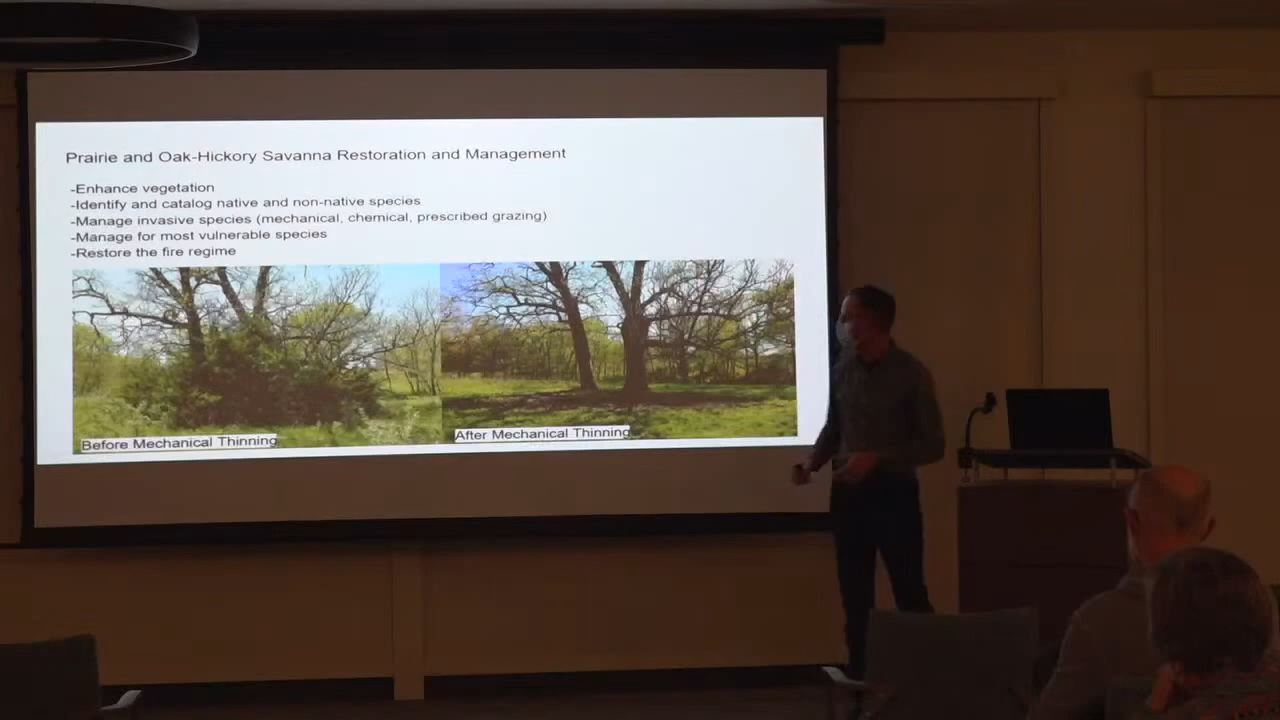 Prairie and Oak-Hickory Savanna Restoration and Management
-Enhance vegetation
-Identify and catalog native and non-native species
-Manage invasive species (mechanical, chemical, prescribed grazing)
-Manage for most vulnerable species
-Restore the fire regime
Before Mechanical Thinning
After Mechanical Thinning